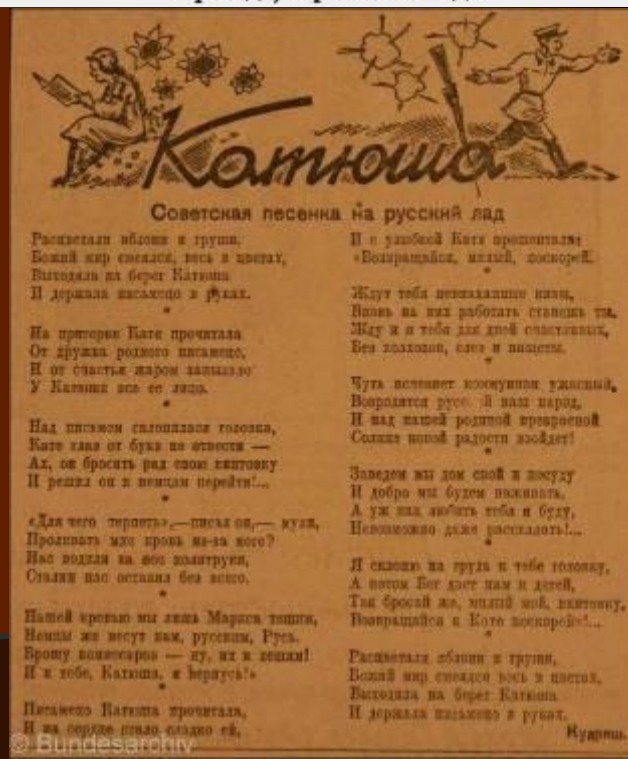 Катюша
Советская песенка на русский лад
Расцветали яблони и груши,
Божий мир смеялся, весь в цветах,
Выходила на берег Катюша
И держала письмецо в руках.
*
На пригорке Катя прочитала
От дружка родного письмецо,
И от счастья жаром запылало
У Катюши все ее лицо.
*
Над письмом склонилася головка,
Кате глаз от букв не отвести —
Ах, он бросить рад свою винтовку
И решил он к немцам перейти!...
*
«Для чего терпеть», — писал он, — муки,
Проливать мне кровь из-за кого?
Нас водили за нос политруки,
Сталин нас оставил без всего.
*
Нашей кровью мы лишь Маркса тешим,
Немцы же несут нам, русским, Русь.
Брошу комиссаров — ну, их к лешим!
И к тебе, Катюша, я вернусь!»
*
Письмецо Катюша прочитала,
И на сердце стало сладко ей,
И с улыбкой Катя прошептала:
«Возвращайся, милый, поскорей.
*
Ждут тебя невспаханные нивы,
Вновь на них работать станешь ты.
Жду и я тебя для дней счастливых,
Без колхозов, слез и нищеты.
*
Чуть исчезнет коммунизм ужасный,
Возродится наш народ,
И над нашей родиной прекрасной
Солнце новой радости взойдет!
*
Заведем мы дом свой и посуду
И добро мы будем наживать,
А уж как любить тебя я буду,
Невозможно даже рассказать!...
*
Я склоню на грудь к тебе головку,
А потом Бог даст нам и детей,
Так бросай же, милый мой, винтовку,
Возвращайся к Кате поскорей!...
*
Расцветали яблони и груши,
Божий мир смеялся весь в цветах,
Выходила на берег Катюша
И держала письмецо в руках.
Кудряш.
© Bundesarchiv